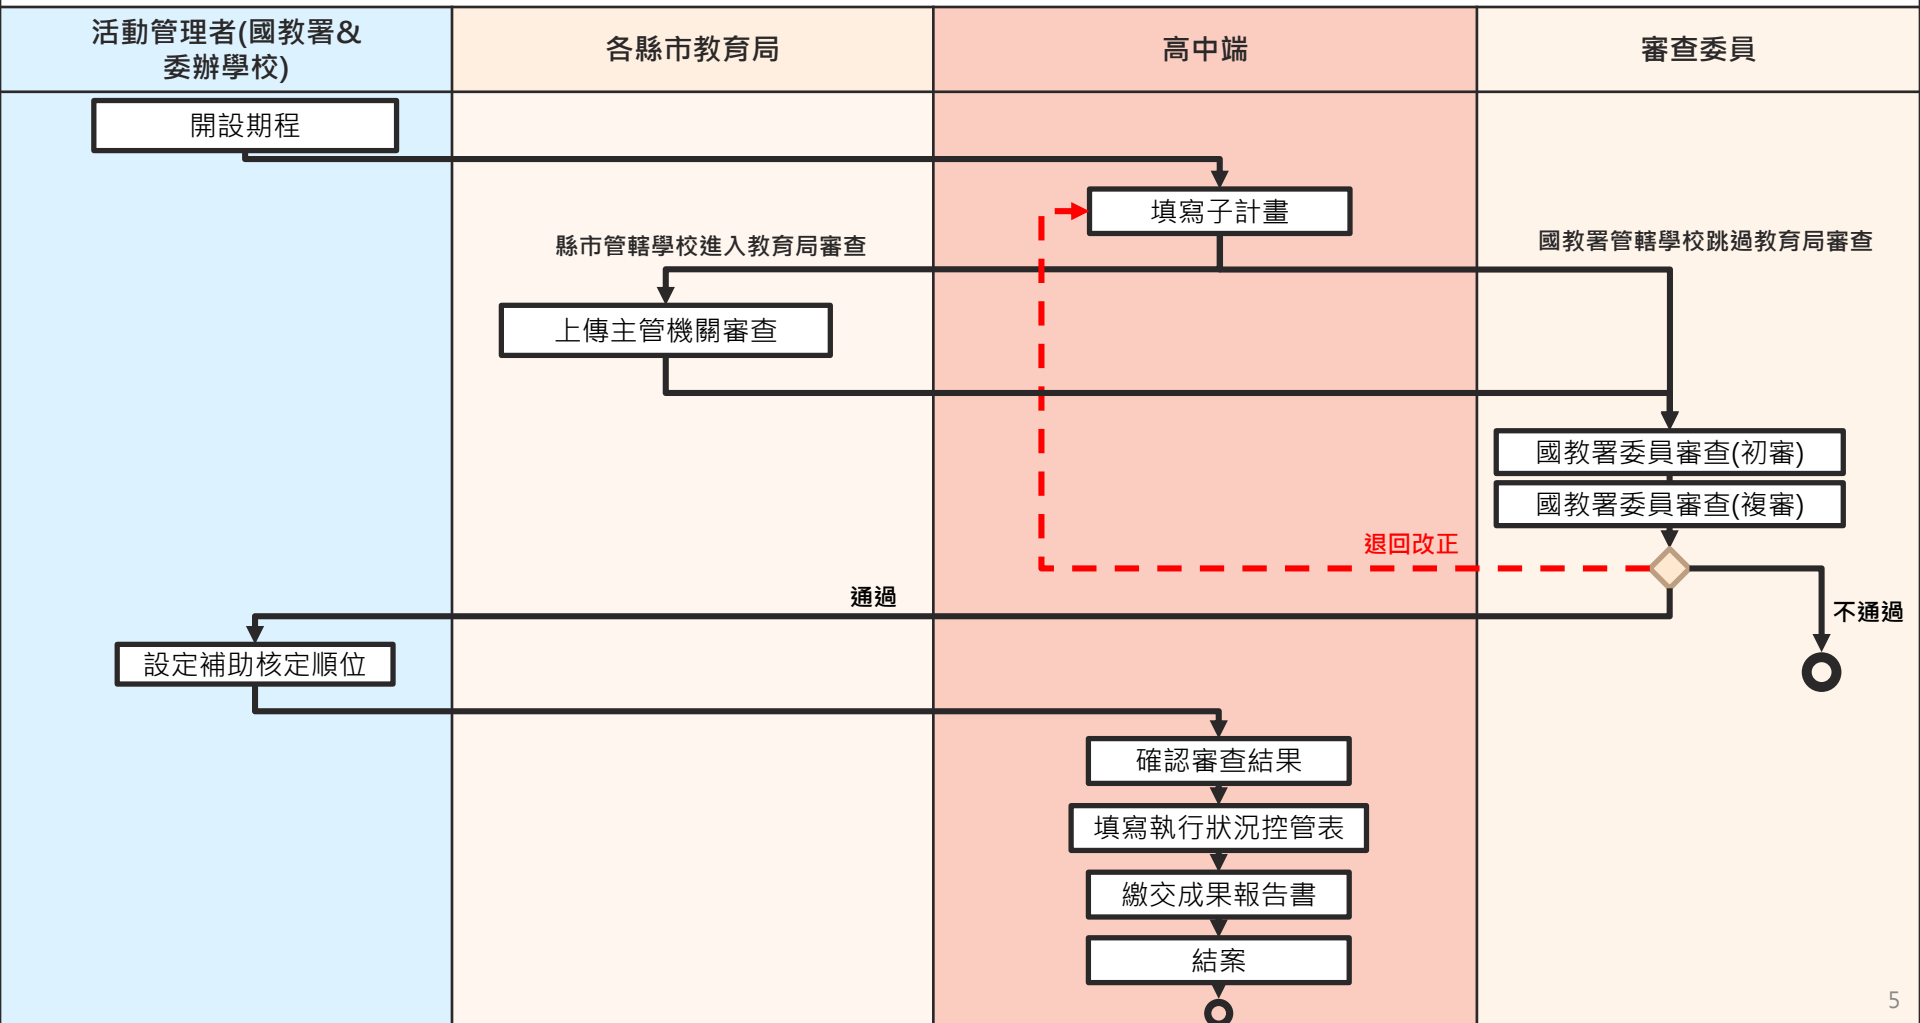 活動管理者(國教署&
委辦學校)
各縣市教育局
高中端
審查委員
開設期程
填寫子計畫
縣市管轄學校進入教育局審查
國教署管轄學校跳過教育局審查
上傳主管機關審查
國教署委員審查(初審)
國教署委員審查(複審)
退回改正
通過
不通過
設定補助核定順位
確認審查結果
填寫執行狀況控管表
繳交成果報告書
結案
5